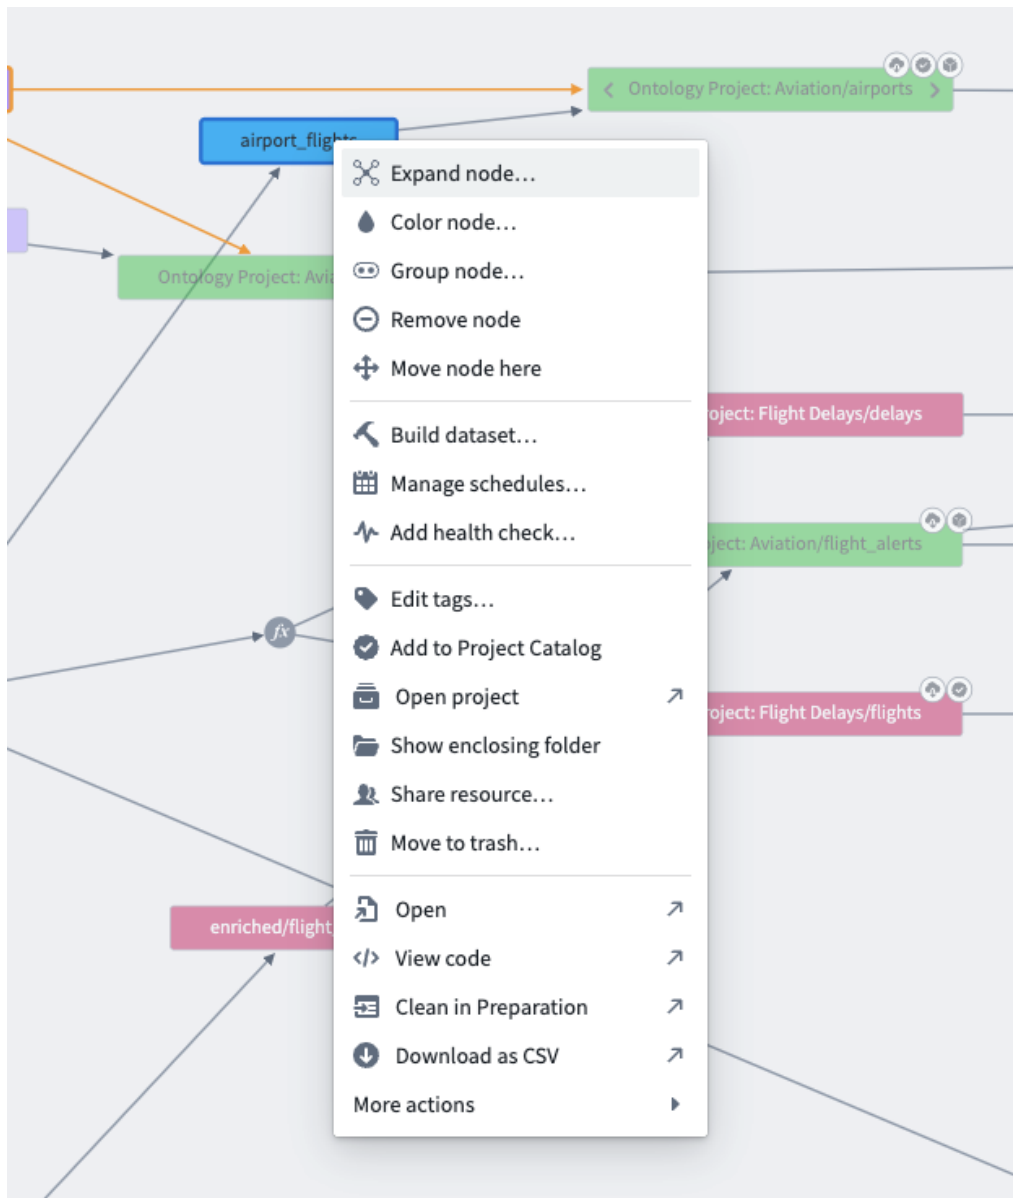 Ontology Project: Aviation/airports
airport_flights
Expand node…
Color node…
Ontology Project: Avia
Group node…
Remove node
Move node here
oject: Flight Delays/delays
Build dataset…
Manage schedules…
Add health check…
ject: Aviation/flight_alerts
Edit tags…
fx
Add to Project Catalog
Open project
oject: Flight Delays/flights
Show enclosing folder
Share resource…
Move to trash…
Open
enriched/flight_
View code
Clean in Preparation
Download as CSV
More actions